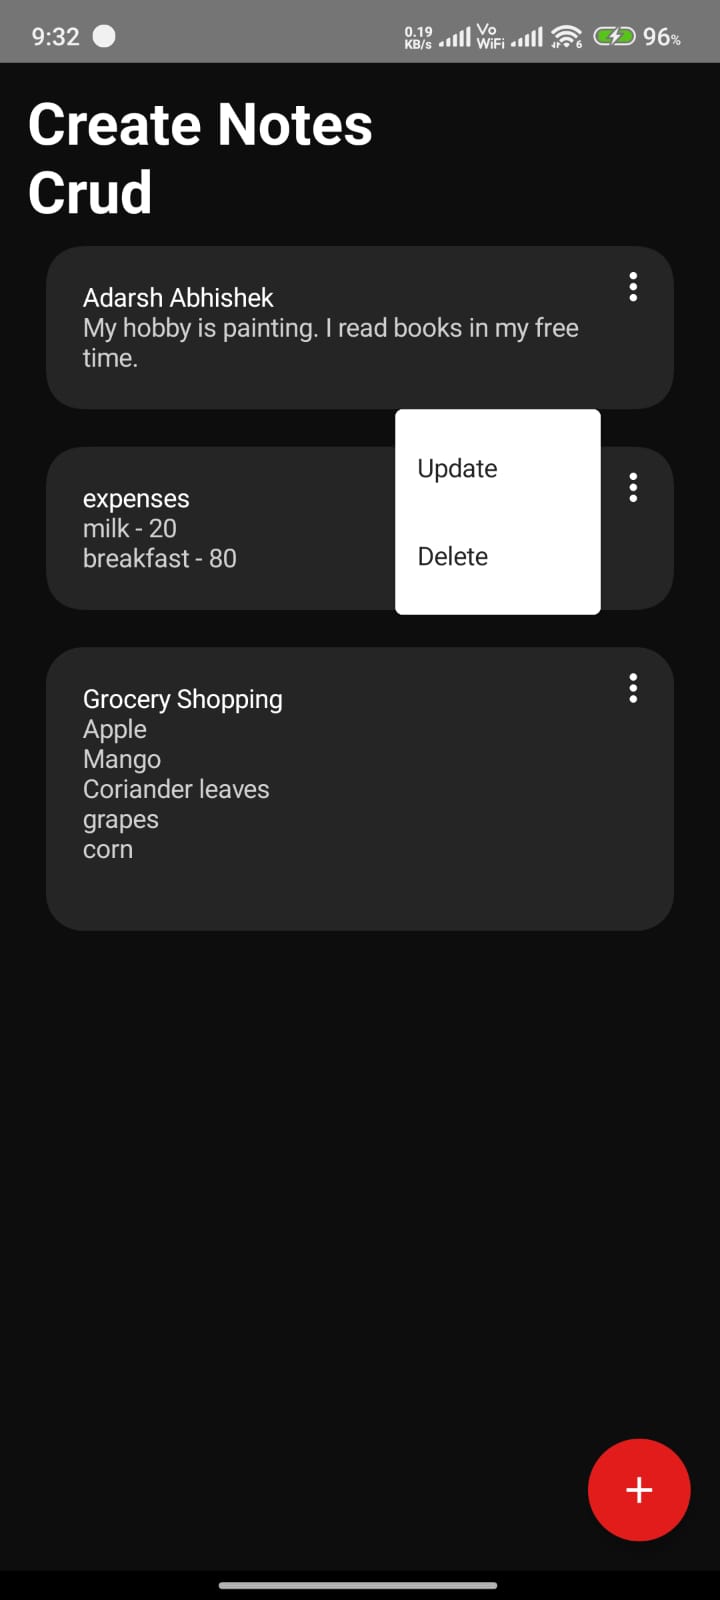 9:32 0.19 KB/s Vo WiFi 6 96%
Create Notes
Crud
Adarsh Abhishek
My hobby is painting. I read books in my free
time.
Update
Delete
expenses
milk - 20
breakfast - 80
Grocery Shopping
Apple
Mango
Coriander leaves
grapes
corn
+